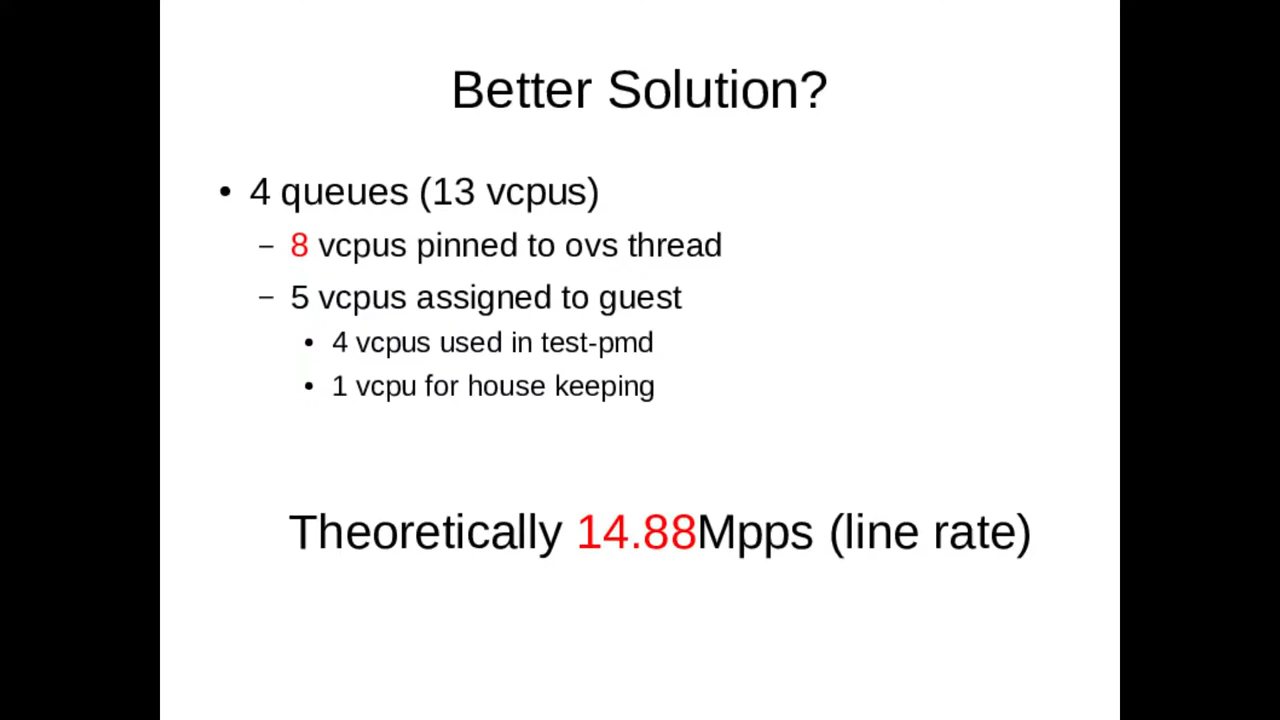 Better Solution?
• 4 queues (13 vcpus)
– 8 vcpus pinned to ovs thread
– 5 vcpus assigned to guest
• 4 vcpus used in test-pmd
• 1 vcpu for house keeping
Theoretically 14.88Mpps (line rate)